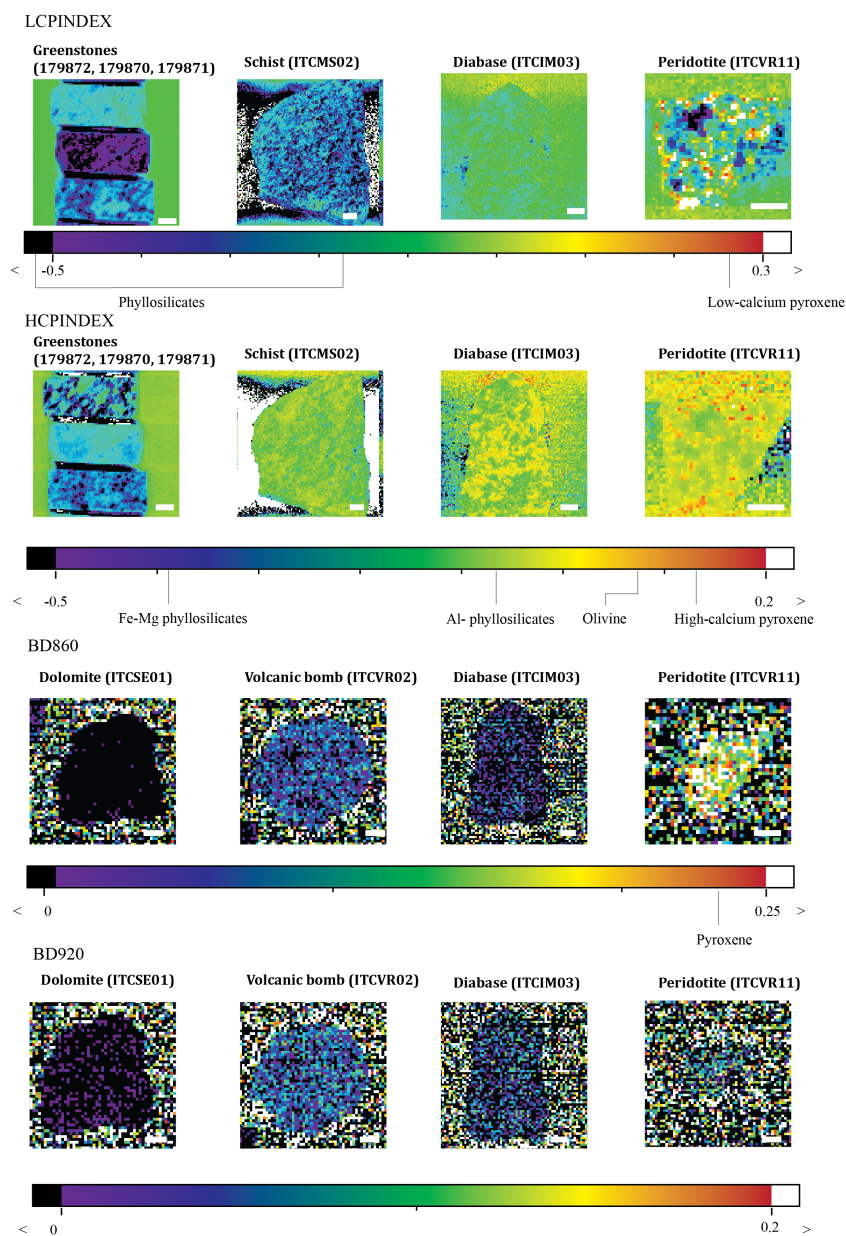 LCPINDEX
Greenstones
(179872, 179870, 179871)
Schist (ITCMS02)
Diabase (ITCIM03)
Peridotite (ITCVR11)
< -0.5 0.3 >
Phyllosilicates
Low-calcium pyroxene
HCPINDEX
Greenstones
(179872, 179870, 179871)
Schist (ITCMS02)
Diabase (ITCIM03)
Peridotite (ITCVR11)
< -0.5 0.2 >
Fe-Mg phyllosilicates
Al- phyllosilicates
Olivine
High-calcium pyroxene
BD860
Dolomite (ITCSE01)
Volcanic bomb (ITCVR02)
Diabase (ITCIM03)
Peridotite (ITCVR11)
< 0 0.25 >
Pyroxene
BD920
Dolomite (ITCSE01)
Volcanic bomb (ITCVR02)
Diabase (ITCIM03)
Peridotite (ITCVR11)
< 0 0.2 >